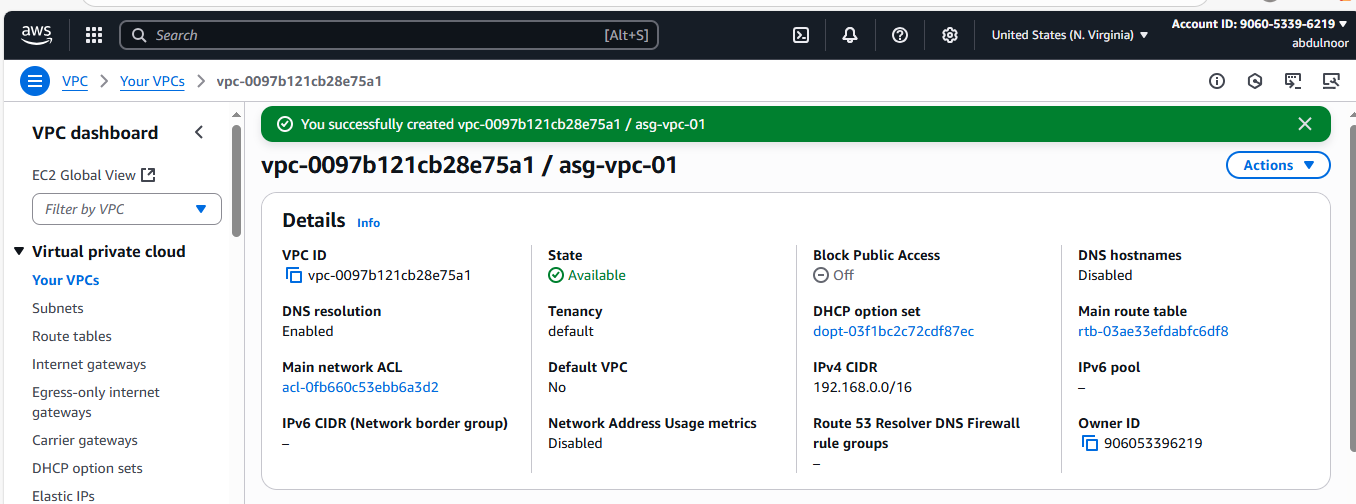 aws
Search [Alt+S]
United States (N. Virginia)
Account ID: 9060-5339-6219
abdulnoor
VPC
Your VPCs
vpc-0097b121cb28e75a1
VPC dashboard
EC2 Global View
Filter by VPC
Virtual private cloud
Your VPCs
Subnets
Route tables
Internet gateways
Egress-only internet
gateways
Carrier gateways
DHCP option sets
Elastic IPs
You successfully created vpc-0097b121cb28e75a1 / asg-vpc-01
vpc-0097b121cb28e75a1 / asg-vpc-01
Actions
Details Info
VPC ID
vpc-0097b121cb28e75a1
State
Available
Block Public Access
Off
DNS hostnames
Disabled
DNS resolution
Enabled
Tenancy
default
DHCP option set
dopt-03f1bc2c72cdf87ec
Main route table
rtb-03ae33efdabfc6df8
Main network ACL
acl-0fb660c53ebb6a3d2
Default VPC
No
IPv4 CIDR
192.168.0.0/16
IPv6 pool
–
IPv6 CIDR (Network border group)
–
Network Address Usage metrics
Disabled
Route 53 Resolver DNS Firewall
rule groups
–
Owner ID
906053396219